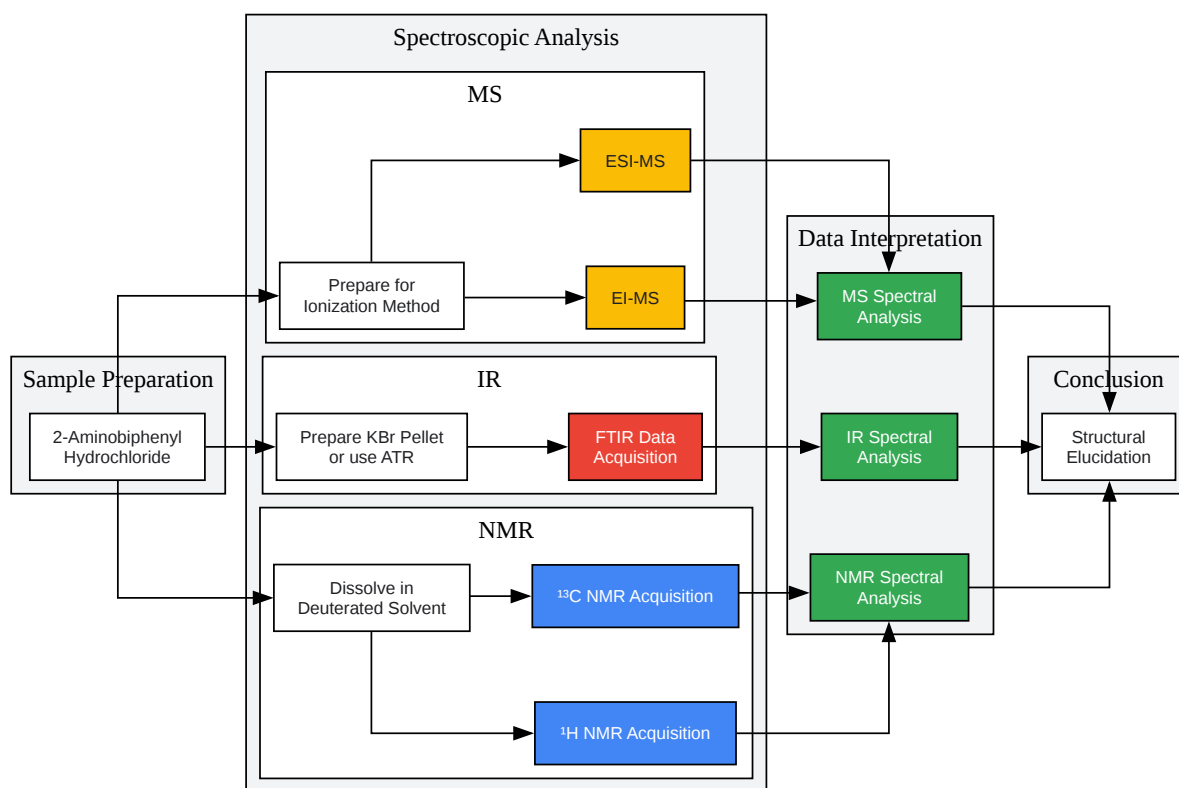 Spectroscopic Analysis
MS
ESI-MS
Prepare for
Ionization Method
EI-MS
Data Interpretation
MS Spectral
Analysis
Sample Preparation
2-Aminobiphenyl
Hydrochloride
IR
Prepare KBr Pellet
or use ATR
FTIR Data
Acquisition
IR Spectral
Analysis
Conclusion
Structural
Elucidation
NMR
Dissolve in
Deuterated Solvent
¹³C NMR Acquisition
NMR Spectral
Analysis
¹H NMR Acquisition